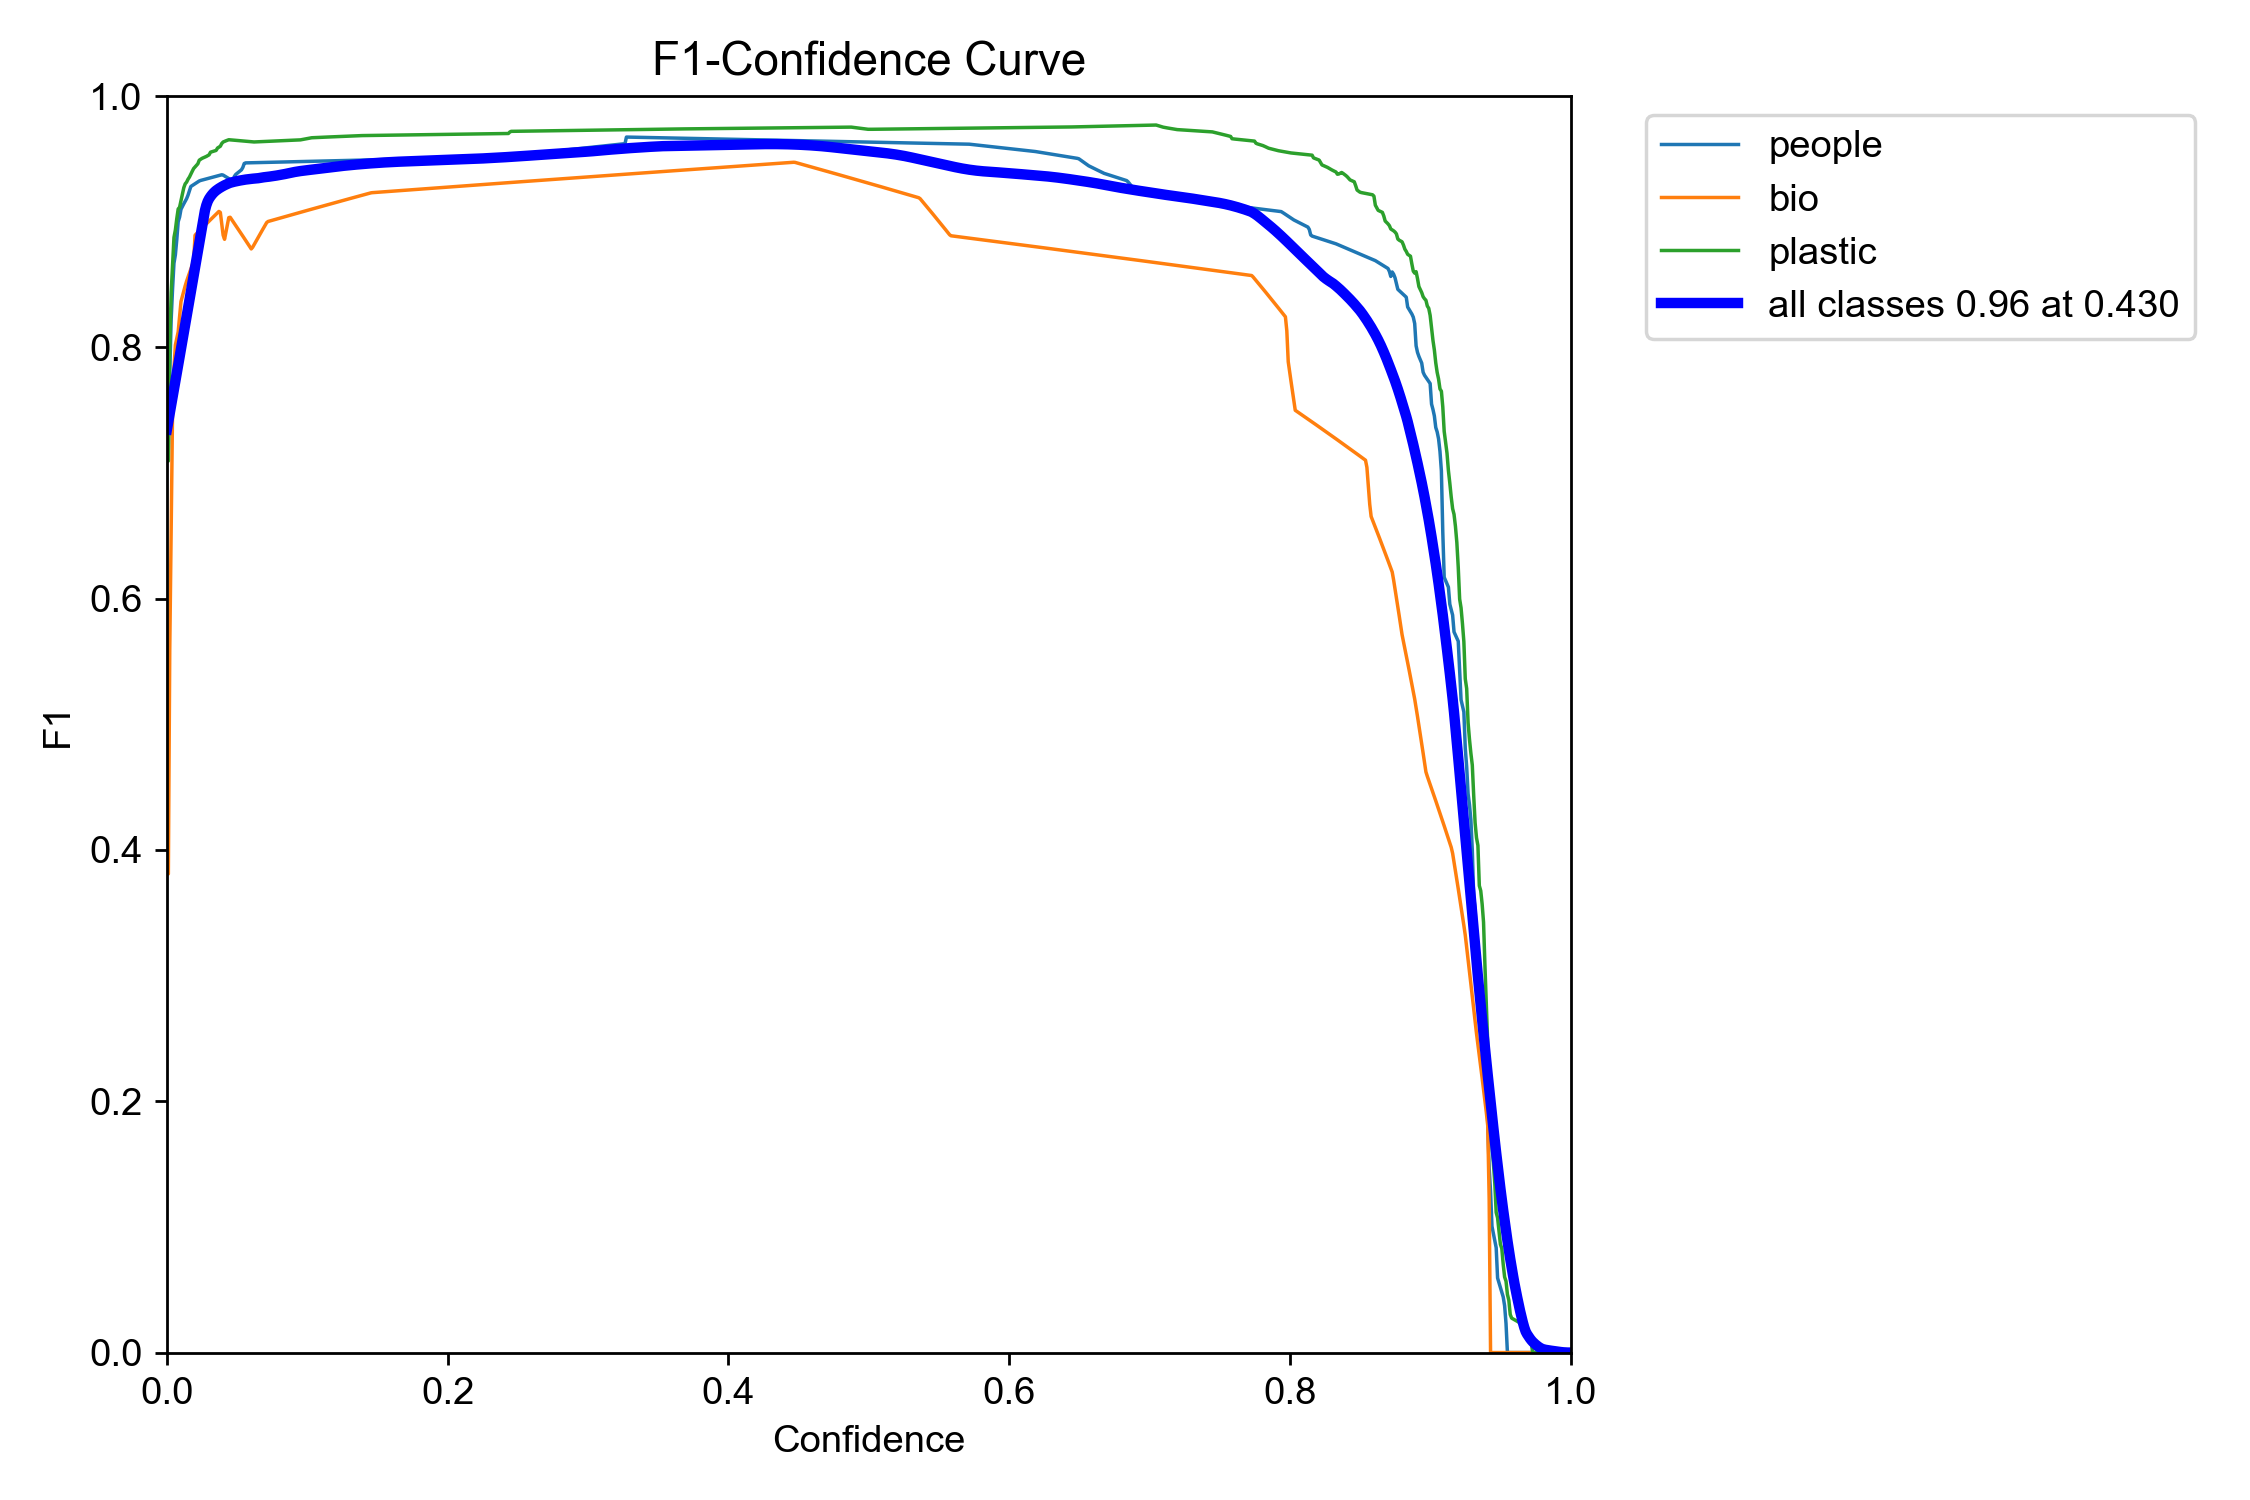 F1-Confidence Curve
1.0
0.8
0.6
0.4
0.2
0.0
F1
0.0 0.2 0.4 0.6 0.8 1.0
Confidence
people
bio
plastic
all classes 0.96 at 0.430